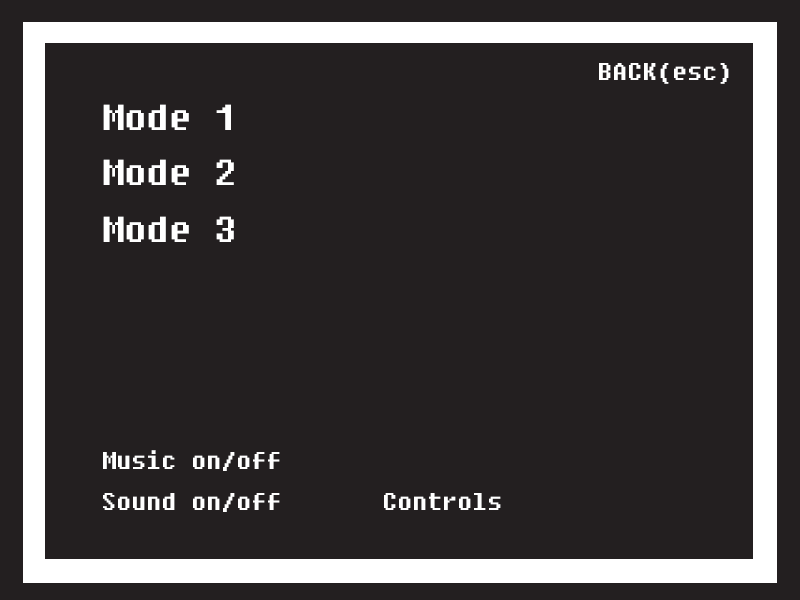 BACK(esc)
Mode 1
Mode 2
Mode 3
Music on/off
Sound on/off
Controls